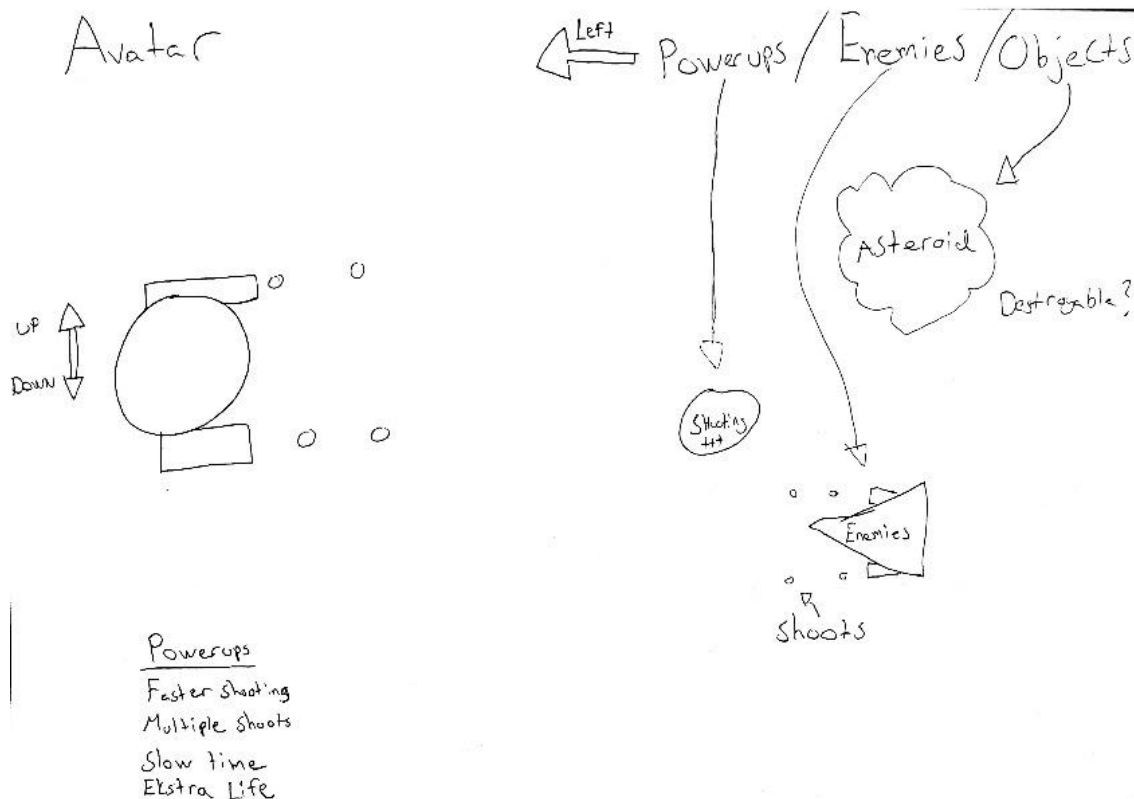 Avatar
Left
Powerups / Enemies / Objects
Asteroid
Destroyable?
UP
Down
Shooting
+++
Enemies
Shoots
Powerups
Faster shooting
Multiple shoots
Slow time
Ekstra Life